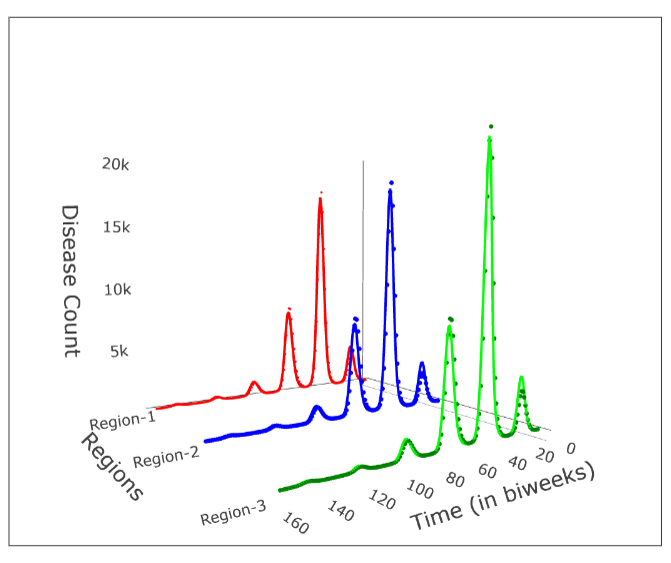 20k
15k
10k
5k
Disease Count
Region-1
Region-2
Region-3
Regions
160
140
120
100
80
60
40
20
0
Time (in biweeks)